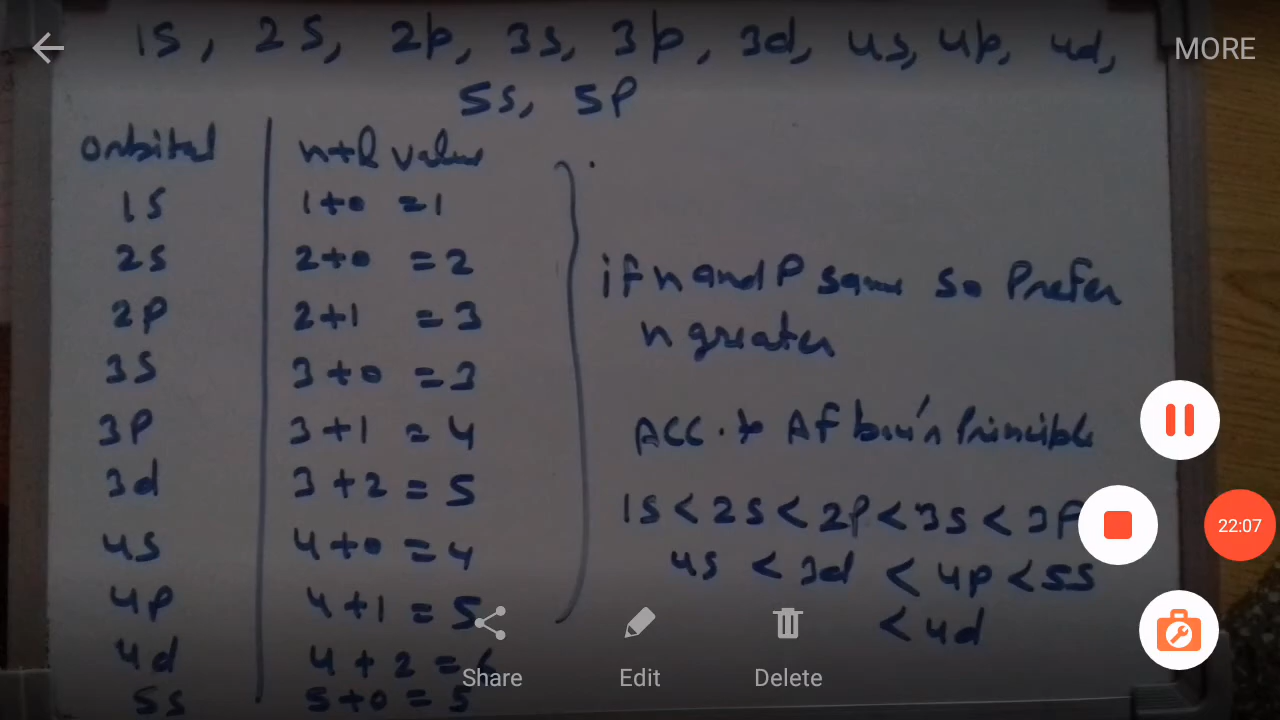 MORE
1s, 2s, 2p, 3s, 3p, 3d, 4s, 4p, 4d,
5s, 5p
orbital n+l value
1s 1+0 =1
2s 2+0 =2
2p 2+1 =3
3s 3+0 =3
3p 3+1 =4
3d 3+2=5
4s 4+0=4
4p 4+1=5
4d 4+2=6
5s 5+0=5
if n and P same so Prefer
n greater
ACC. to Af bou'n Principle
1s<2s<2p<3s<3p
4s <3d <4p<5s
<4d
22:07
Share Edit Delete